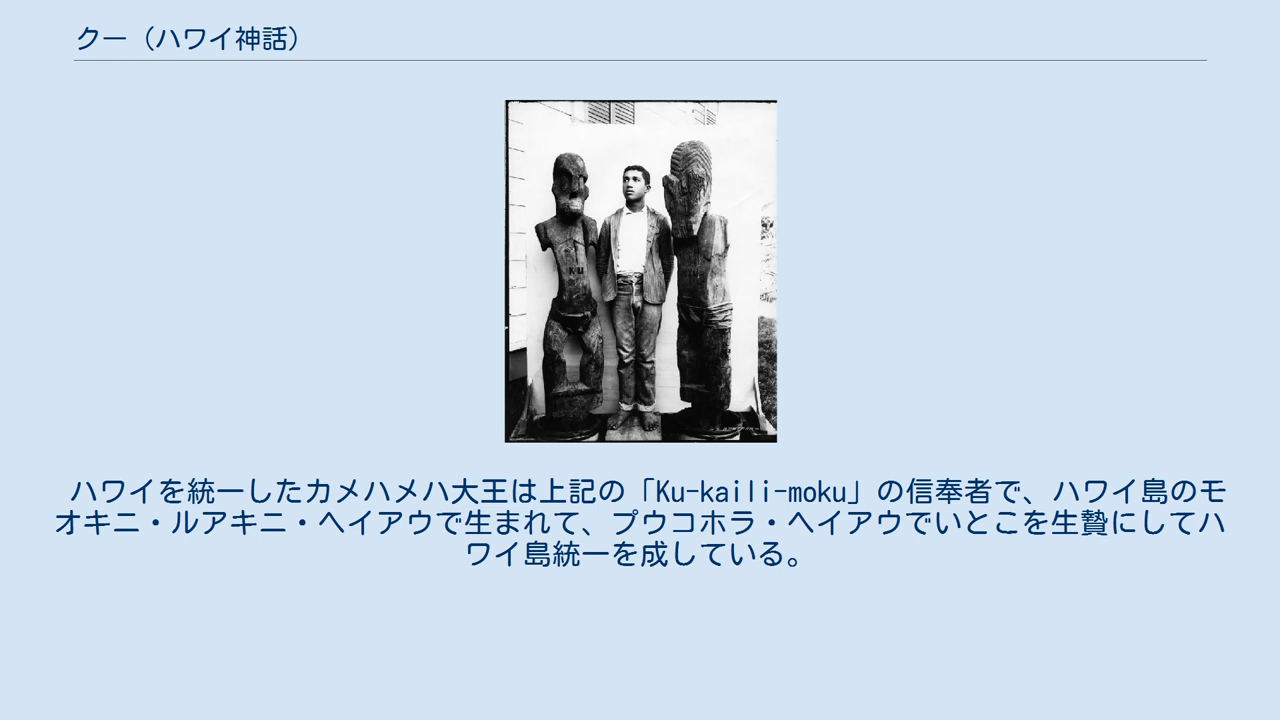 クー（ハワイ神話）
KU
ハワイを統一したカメハメハ大王は上記の「Ku-kaili-moku」の信奉者で、ハワイ島のモ
オキニ・ルアキニ・ヘイアウで生まれて、プウコホラ・ヘイアウでいとこを生贄にしてハ
ワイ島統一を成している。